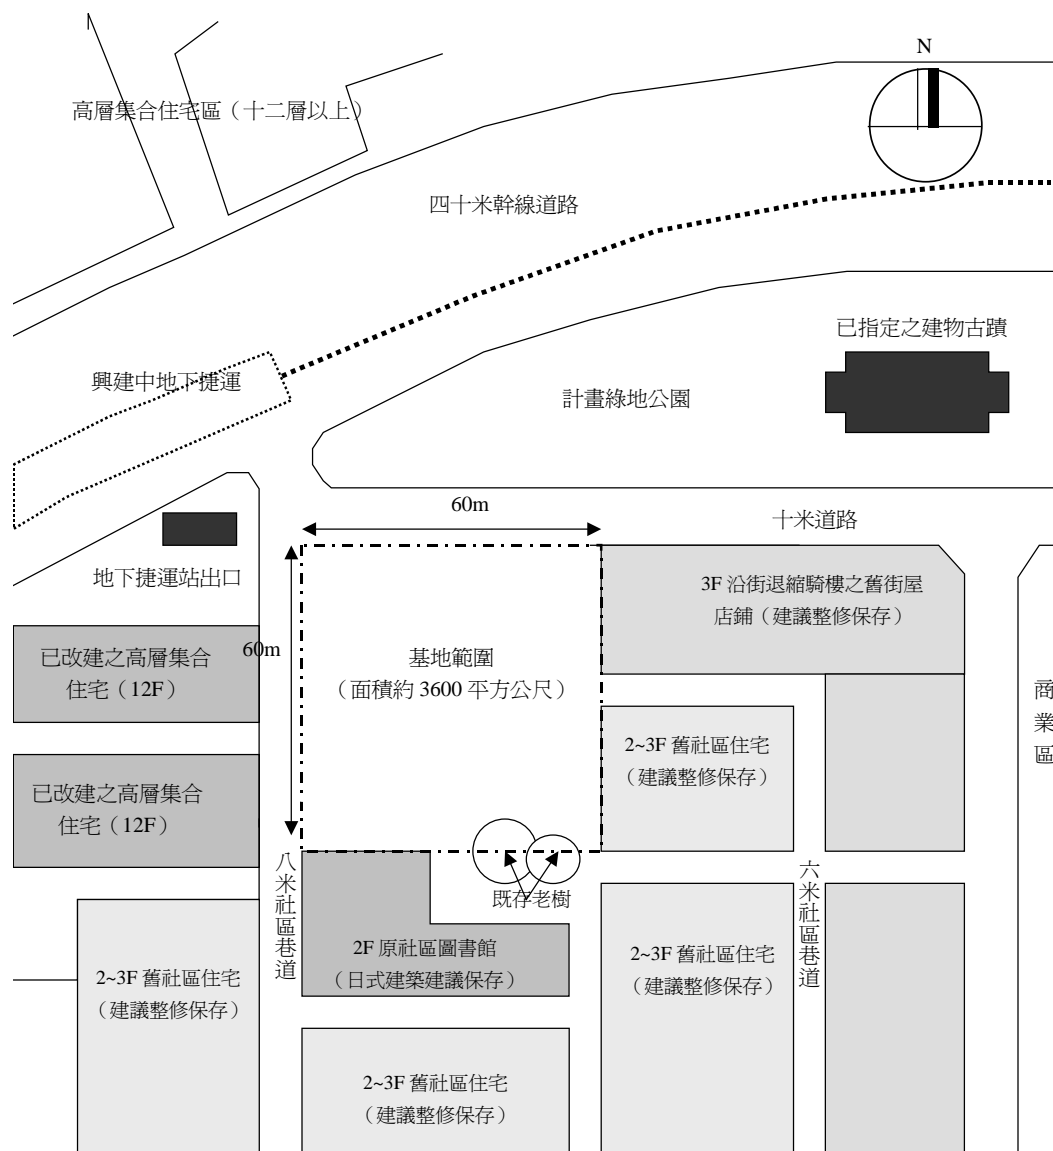 N
高層集合住宅區（十二層以上）
四十米幹線道路
已指定之建物古蹟
興建中地下捷運
計畫綠地公園
60m
十米道路
地下捷運站出口
3F 沿街退縮騎樓之舊街屋
店鋪（建議整修保存）
60m
已改建之高層集合
住宅（12F）
基地範圍
（面積約 3600 平方公尺）
商業區
2~3F 舊社區住宅
（建議整修保存）
已改建之高層集合
住宅（12F）
八米社區巷道
既存老樹
六米社區巷道
2F 原社區圖書館
（日式建築建議保存）
2~3F 舊社區住宅
（建議整修保存）
2~3F 舊社區住宅
（建議整修保存）
2~3F 舊社區住宅
（建議整修保存）